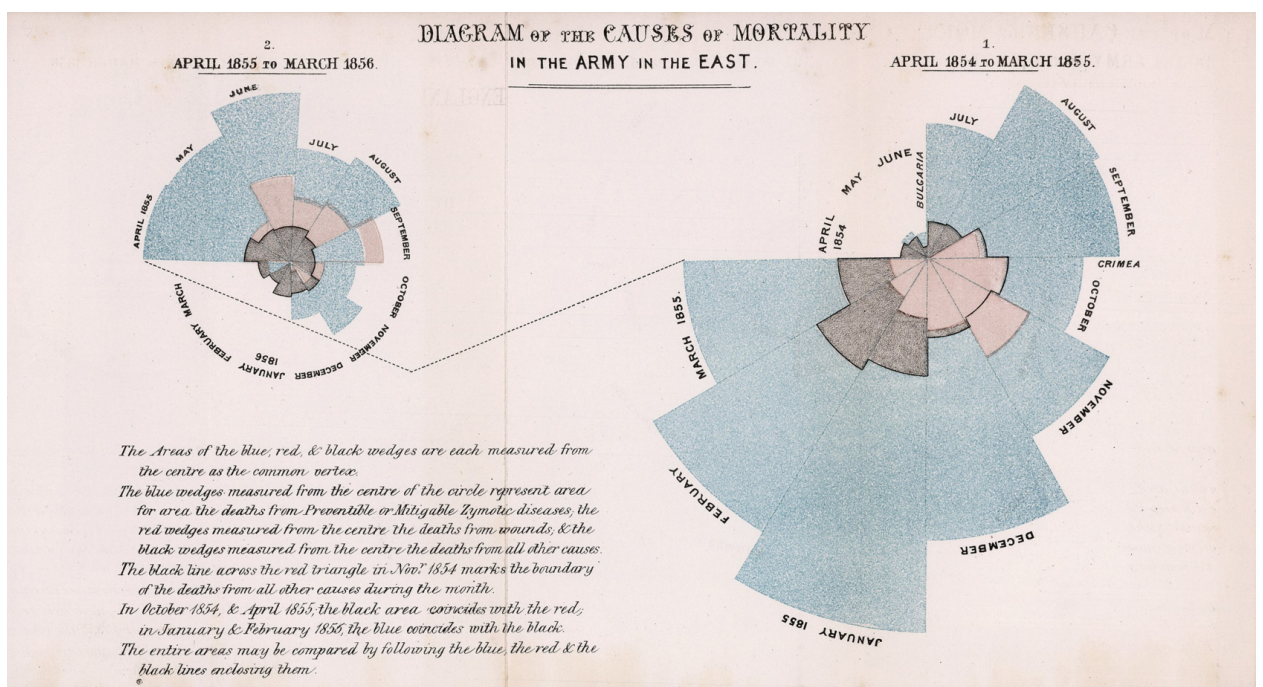 DIAGRAM OF THE CAUSES OF MORTALITY
IN THE ARMY IN THE EAST.
2.
APRIL 1855 TO MARCH 1856.
1.
APRIL 1854 TO MARCH 1855.
APRIL 1855
MAY
JUNE
JULY
AUGUST
SEPTEMBER
OCTOBER
NOVEMBER
DECEMBER
JANUARY
1856
FEBRUARY
MARCH
APRIL
1854
MAY
JUNE
BULGARIA
JULY
AUGUST
SEPTEMBER
CRIMEA
OCTOBER
NOVEMBER
DECEMBER
JANUARY 1855
FEBRUARY
MARCH 1855.
The Areas of the blue, red, & black wedges are each measured from
the centre as the common vertex.
The blue wedges measured from the centre of the circle represent area
for area the deaths from Preventible or Mitigable Zymotic diseases; the
red wedges measured from the centre the deaths from wounds; & the
black wedges measured from the centre the deaths from all other causes.
The black line across the red triangle in Novr. 1854 marks the boundary
of the deaths from all other causes during the month.
In October 1854, & April 1855, the black area coincides with the red;
in January & February 1856, the blue coincides with the black.
The entire areas may be compared by following the blue, the red & the
black lines enclosing them.